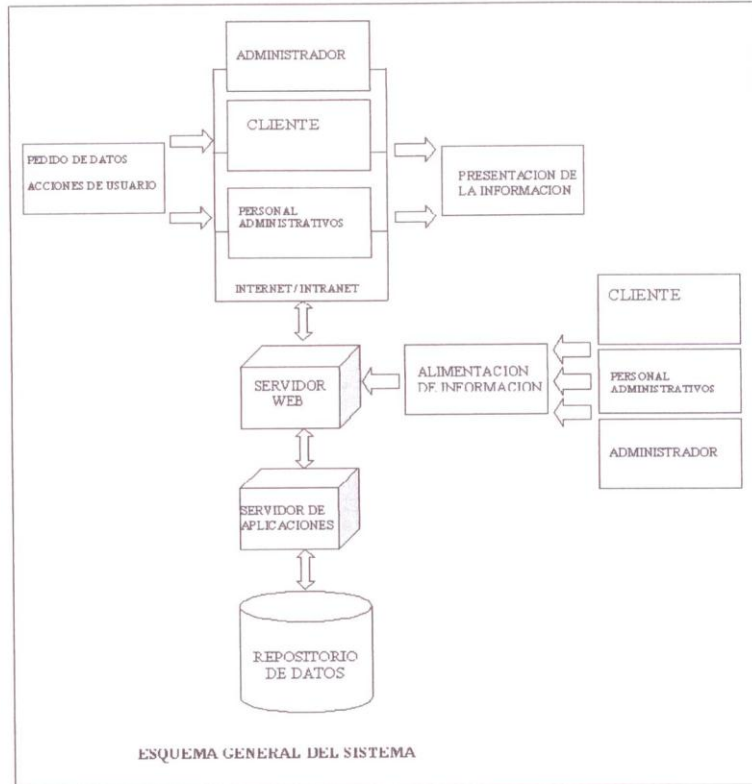 ADMINISTRADOR
CLIENTE
PEDIDO DE DATOS
ACCIONES DE USUARIO
PERSONAL
ADMINISTRATIVOS
INTERNET / INTRANET
PRESENTACION DE
LA INFORMACION
SERVIDOR
WEB
ALIMENTACION
DE INFORMACION
CLIENTE
PERSONAL
ADMINISTRATIVOS
ADMINISTRADOR
SERVIDOR DE
APLICACIONES
REPOSITORIO
DE DATOS
ESQUEMA GENERAL DEL SISTEMA